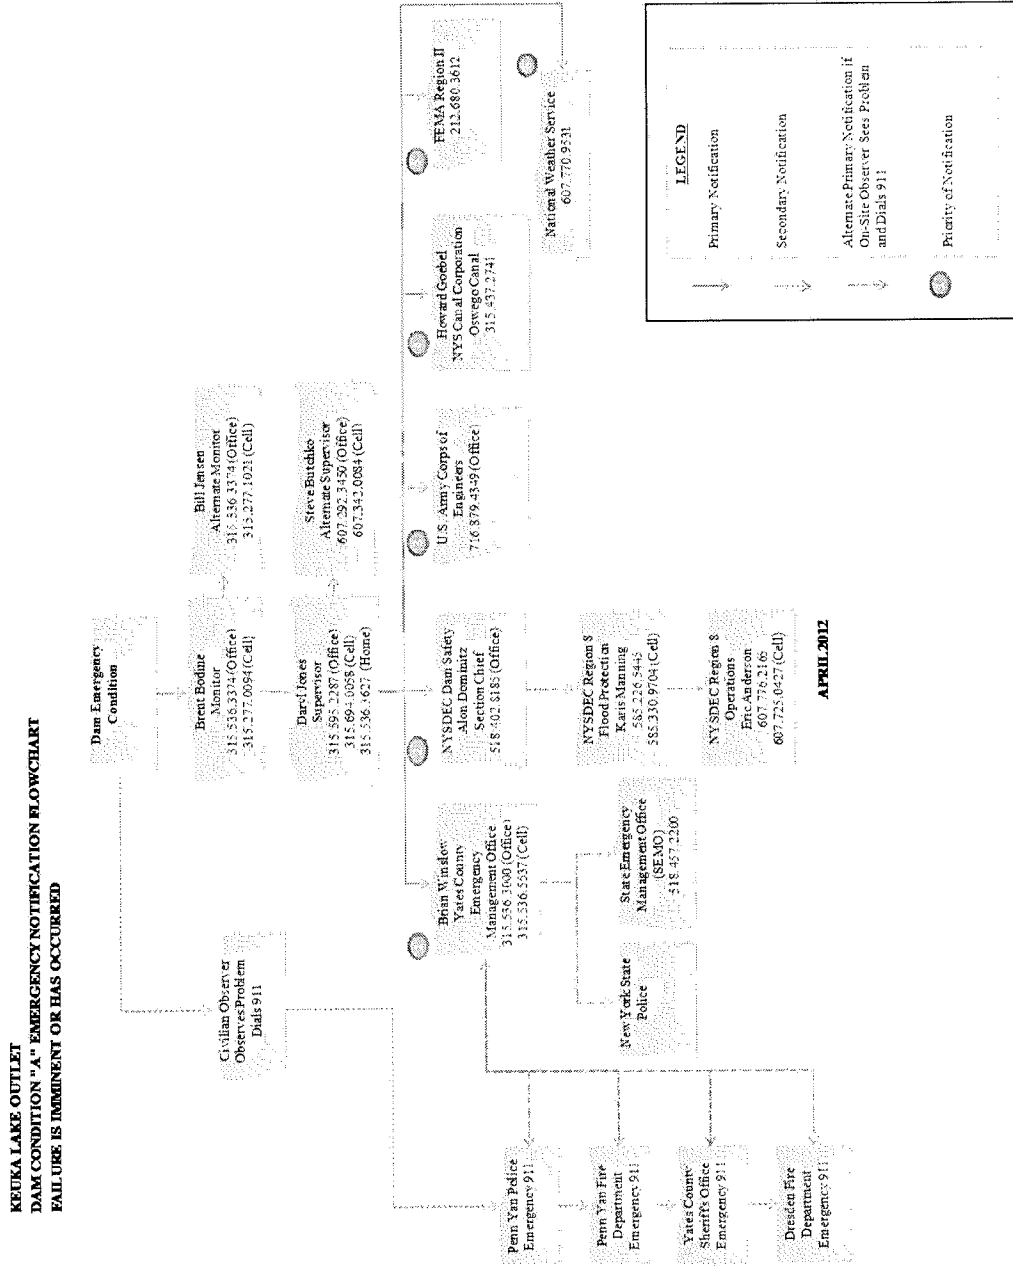 KEUKA LAKE OUTLET
DAM CONDITION "A" EMERGENCY NOTIFICATION FLOWCHART
FAILURE IS IMMINENT OR HAS OCCURRED
Dam Emergency
Condition
Civilian Observer
Observes Problem
Dials 911
Brent Bodine
Monitor
315.536.3374 (Office)
315.277.0094 (Cell)
Bill Jensen
Alternate Monitor
315.536.3374 (Office)
315.277.1021 (Cell)
Daryl Jones
Supervisor
315.595.2287 (Office)
315.694.0058 (Cell)
(Home)
Steve Butchko
Alternate Supervisor
607.292.3450 (Office)
607.342.0084 (Cell)
Brian Winslow
Yates County
Emergency
Management Office
315.536.3000 (Office)
315.536.5537 (Cell)
NYSDEC Dam Safety
Alon Dominitz
Section Chief
518.402.8185 (Office)
U.S. Army Corps of
Engineers
716.879.4349 (Office)
Howard Goebel
NYS Canal Corporation
Oswego Canal
315.437.2741
FEMA Region II
212.680.3612
National Weather Service
607.770.9531
Penn Yan Police
Emergency 911
Penn Yan Fire
Department
Emergency 911
Yates County
Sheriff's Office
Emergency 911
Dresden Fire
Department
Emergency 911
New York State
Police
State Emergency
Management Office
(SEMO)
518.457.2200
NYSDEC Region 8
Flood Protection
Karis Manning
585.226.5445
585.330.9704 (Cell)
NYSDEC Region 8
Operations
Eric Anderson
607.776.2165
607.725.0427 (Cell)
APRIL 2012
LEGEND
Primary Notification
Secondary Notification
Alternate Primary Notification if
On-Site Observer Sees Problem
and Dials 911
Priority of Notification